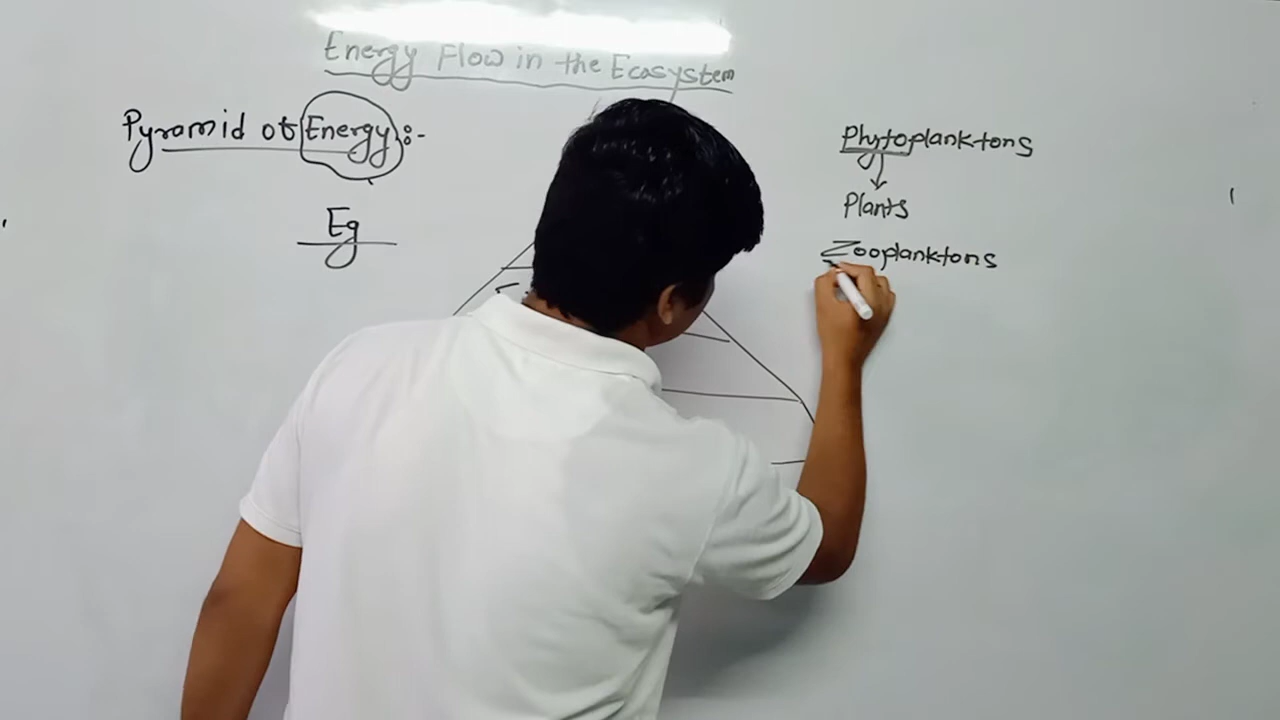 Energy Flow in the Ecosystem
Pyramid of Energy:-
Eg
Phytoplanktons
Plants
Zooplanktons